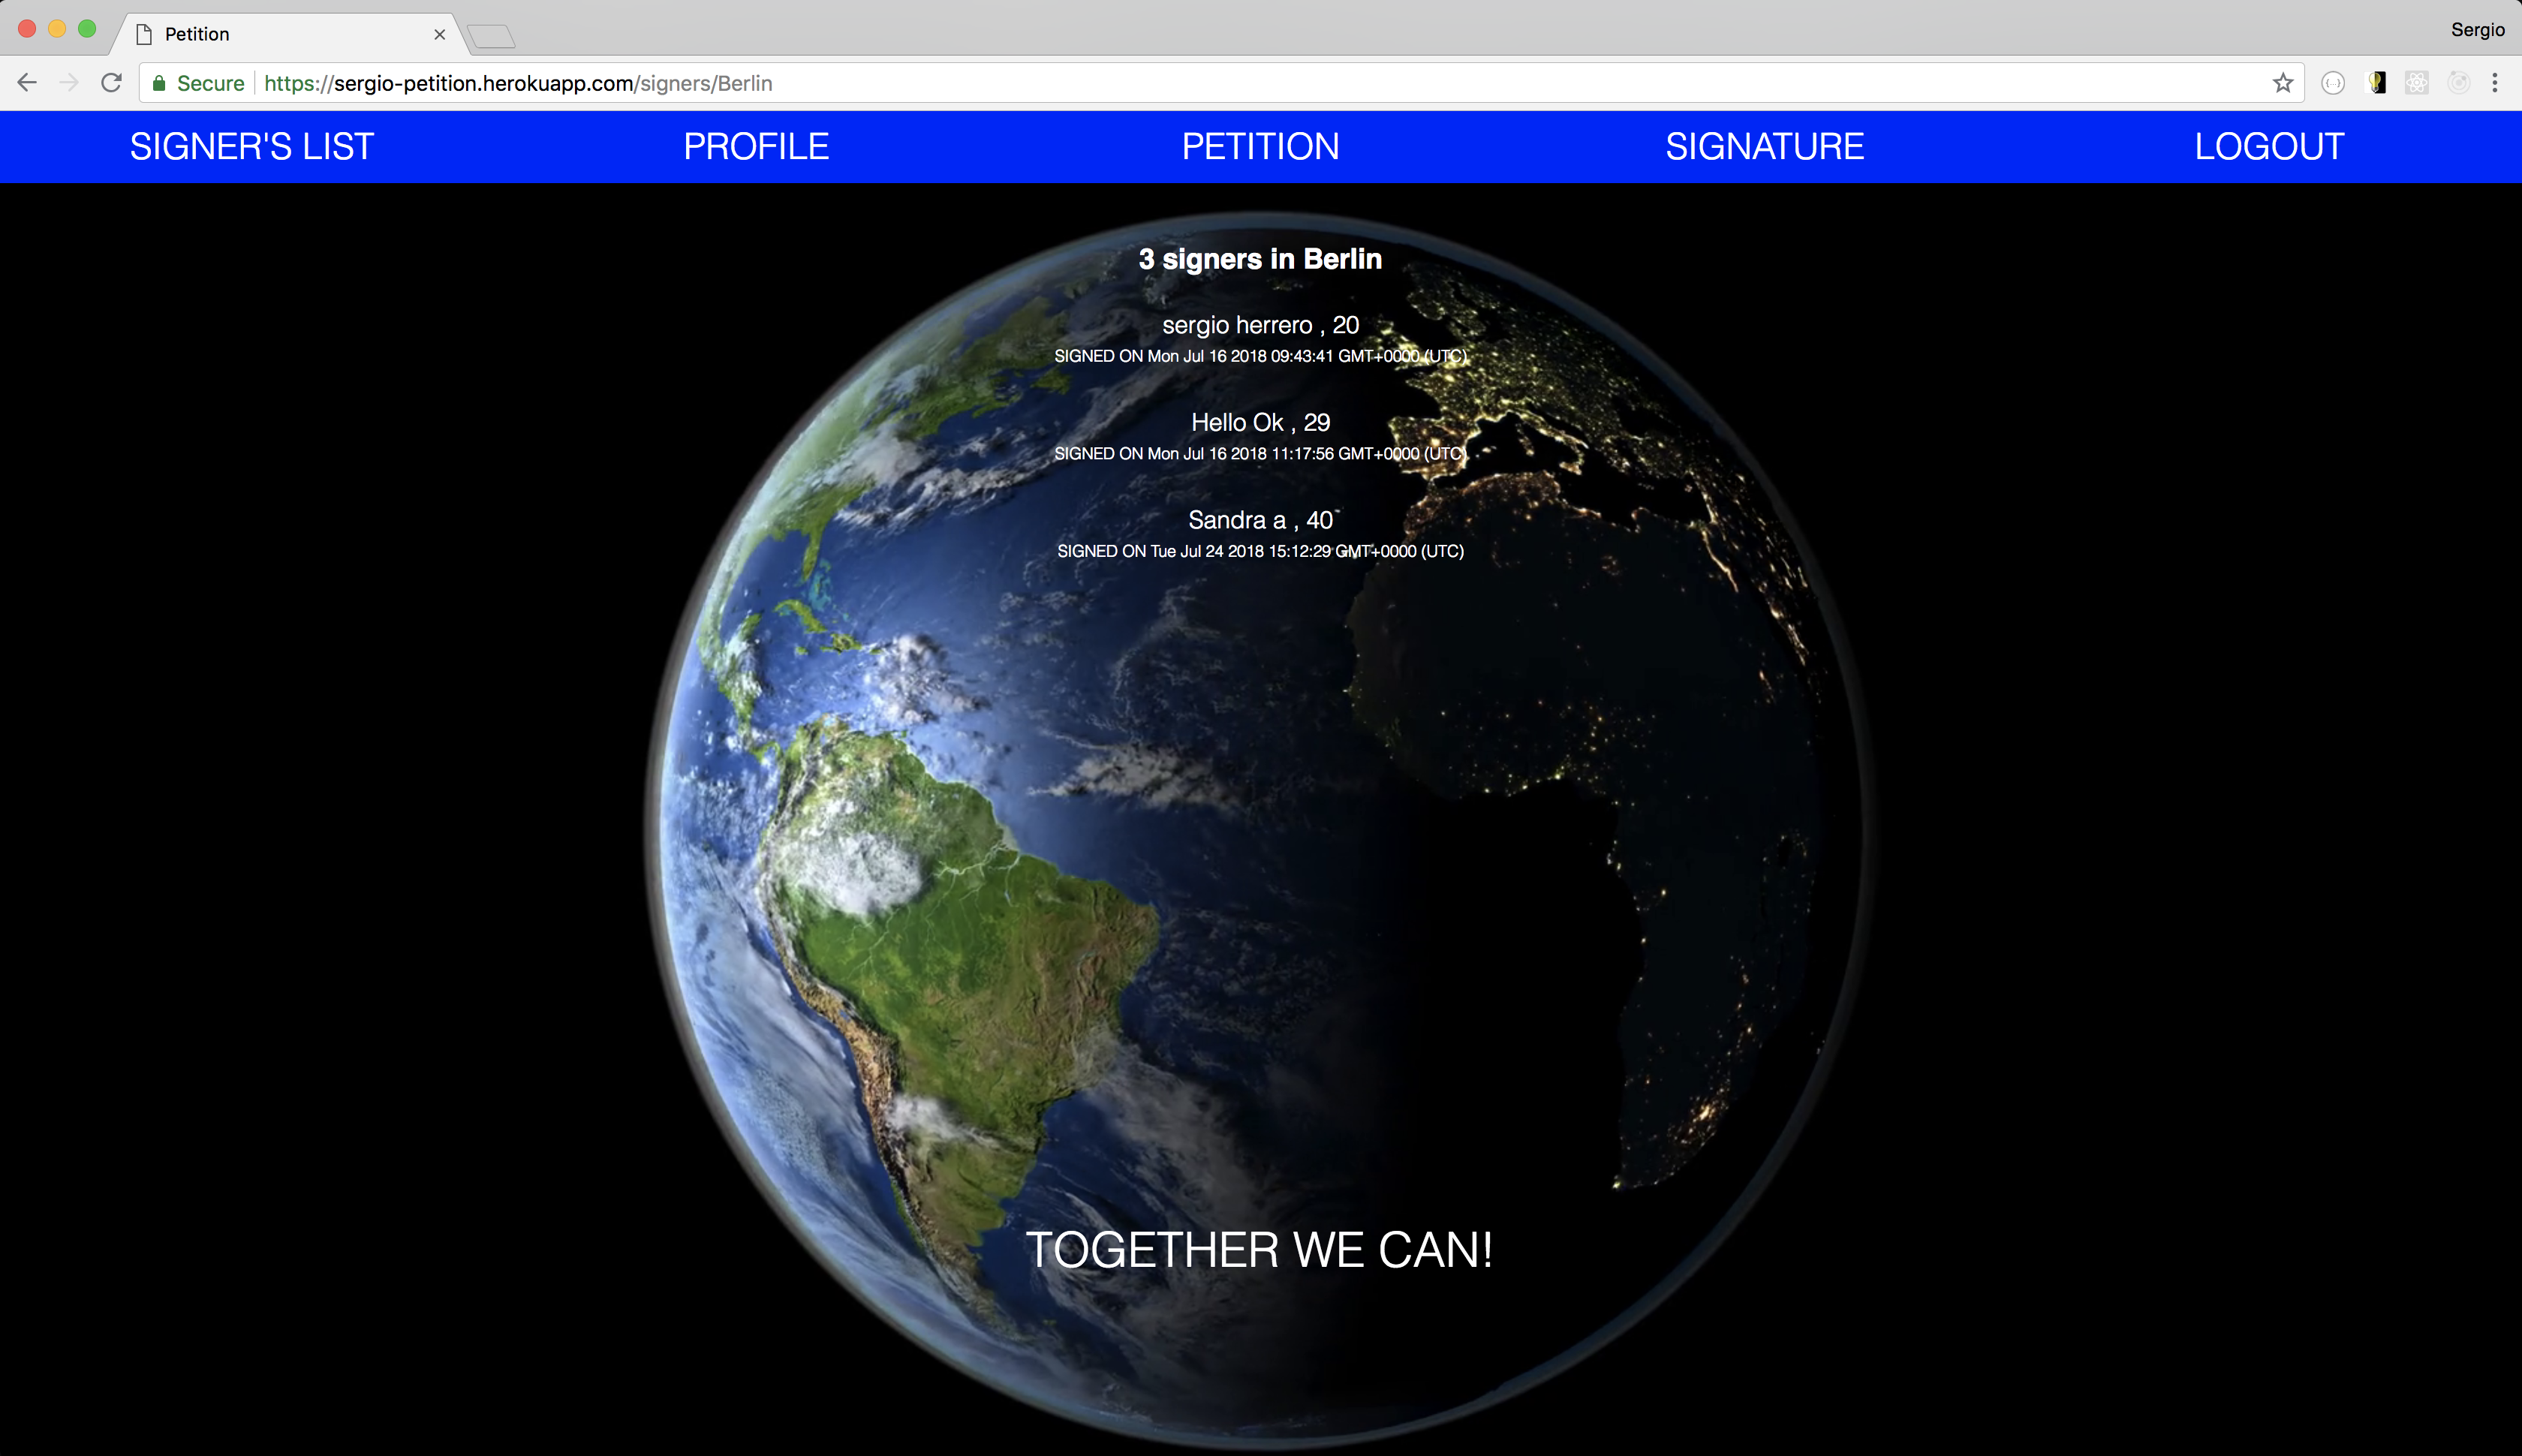 Petition
Sergio
Secure https://sergio-petition.herokuapp.com/signers/Berlin
SIGNER'S LIST PROFILE PETITION SIGNATURE LOGOUT
3 signers in Berlin
sergio herrero , 20
SIGNED ON Mon Jul 16 2018 09:43:41 GMT+0000 (UTC)
Hello Ok , 29
SIGNED ON Mon Jul 16 2018 11:17:56 GMT+0000 (UTC)
Sandra a , 40
SIGNED ON Tue Jul 24 2018 15:12:29 GMT+0000 (UTC)
TOGETHER WE CAN!